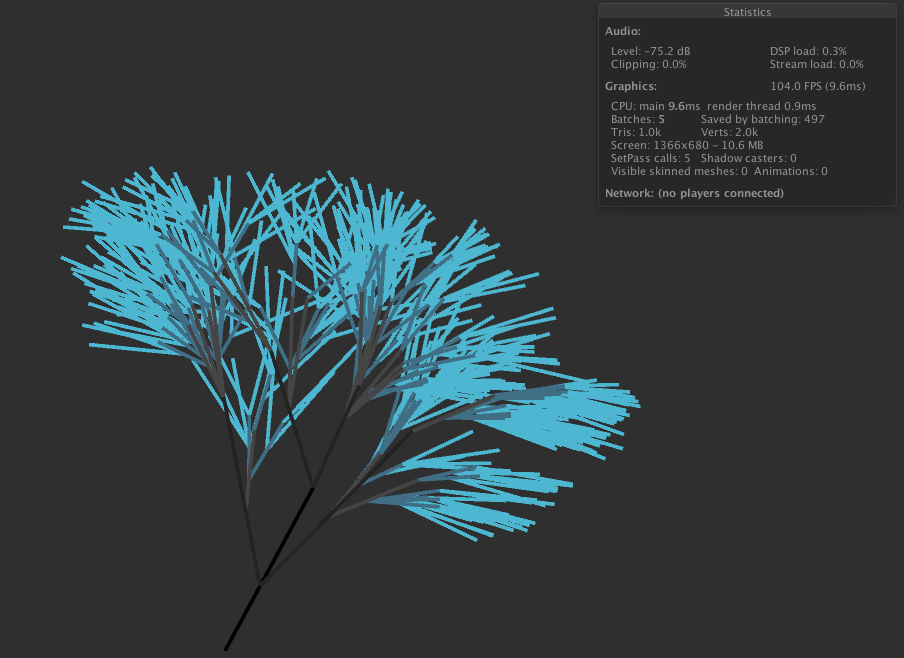 Statistics
Audio:
Level: -75.2 dB DSP load: 0.3%
Clipping: 0.0% Stream load: 0.0%
Graphics: 104.0 FPS (9.6ms)
CPU: main 9.6ms render thread 0.9ms
Batches: 5 Saved by batching: 497
Tris: 1.0k Verts: 2.0k
Screen: 1366x680 - 10.6 MB
SetPass calls: 5 Shadow casters: 0
Visible skinned meshes: 0 Animations: 0
Network: (no players connected)